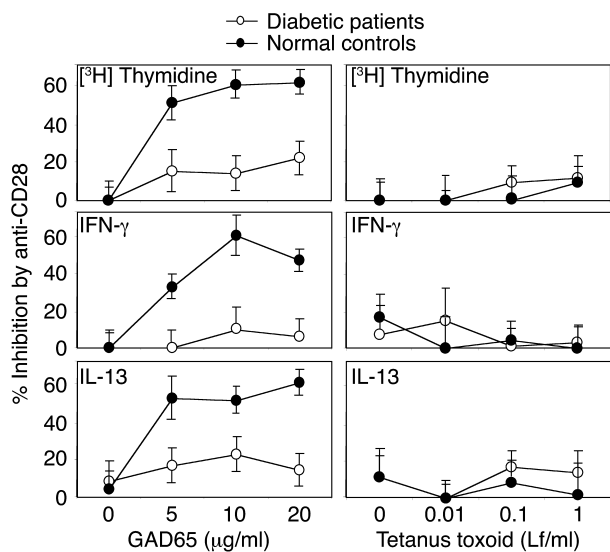 Diabetic patients
Normal controls
[³H] Thymidine
[³H] Thymidine
60
40
20
0
IFN-γ
IFN-γ
60
40
20
0
IL-13
IL-13
60
40
20
0
% Inhibition by anti-CD28
0 5 10 20
0 0.01 0.1 1
GAD65 (μg/ml)
Tetanus toxoid (Lf/ml)